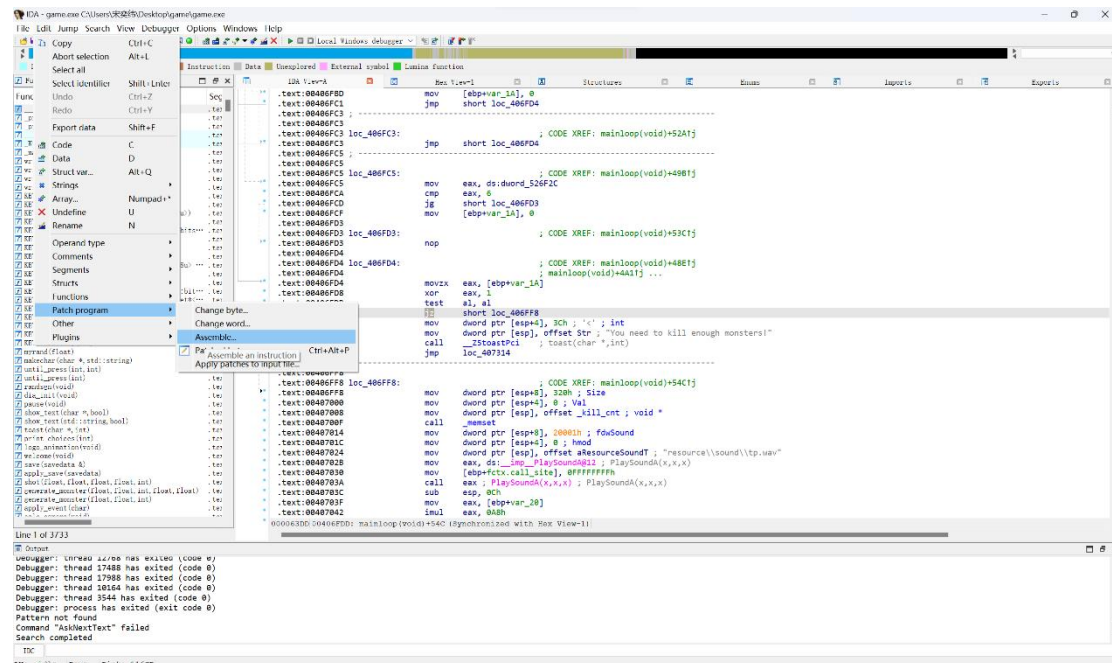 IDA - game.exe C:\Users\宋奕纬\Desktop\game\game.exe
File Edit Jump Search View Debugger Options Windows Help
Local Windows debugger
Instruction Data Unexplored External symbol Lumina function
Copy Ctrl+C
Abort selection Alt+L
Select all
Select identifier Shift+Enter
Undo Ctrl+Z
Redo Ctrl+Y
Export data Shift+E
Code C
Data D
Struct var... Alt+Q
Strings
Array... Numpad+*
Undefine U
Rename N
Operand type
Comments
Segments
Structs
Functions
Patch program
Other
Plugins
Change byte...
Change word...
Assemble...
Assemble an instruction
Ctrl+Alt+P
Apply patches to input file...
IDA View-A Hex View-1 Structures Enums Imports Exports
.text:00406FBD mov [ebp+var_1A], 0
.text:00406FC1 jmp short loc_406FD4
.text:00406FC3 ; ---------------------------------------------------------------------------
.text:00406FC3
.text:00406FC3 loc_406FC3: ; CODE XREF: mainloop(void)+52A↑j
.text:00406FC3 jmp short loc_406FD4
.text:00406FC5 ; ---------------------------------------------------------------------------
.text:00406FC5
.text:00406FC5 loc_406FC5: ; CODE XREF: mainloop(void)+49B↑j
.text:00406FC5 mov eax, ds:dword_526F2C
.text:00406FCA cmp eax, 6
.text:00406FCD jg short loc_406FD3
.text:00406FCF mov [ebp+var_1A], 0
.text:00406FD3
.text:00406FD3 loc_406FD3: ; CODE XREF: mainloop(void)+53C↑j
.text:00406FD3 nop
.text:00406FD4
.text:00406FD4 loc_406FD4: ; CODE XREF: mainloop(void)+48E↑j
.text:00406FD4 ; mainloop(void)+4A1↑j ...
.text:00406FD4 movzx eax, [ebp+var_1A]
.text:00406FD8 xor eax, 1
test al, al
short loc_406FF8
mov dword ptr [esp+4], 3Ch ; '<' ; int
mov dword ptr [esp], offset Str ; "You need to kill enough monsters!"
call __Z5toastPci ; toast(char *,int)
jmp loc_407314
.text:00406FF8
.text:00406FF8 loc_406FF8: ; CODE XREF: mainloop(void)+54C↑j
.text:00406FF8 mov dword ptr [esp+8], 320h ; Size
.text:00407000 mov dword ptr [esp+4], 0 ; Val
.text:00407008 mov dword ptr [esp], offset _kill_cnt ; void *
.text:0040700F call _memset
.text:00407014 mov dword ptr [esp+8], 20001h ; fdwSound
.text:0040701C mov dword ptr [esp+4], 0 ; hmod
.text:00407024 mov dword ptr [esp], offset aResourceSoundT ; "resource\\sound\\tp.wav"
.text:0040702B mov eax, ds:__imp__PlaySoundA@12 ; PlaySoundA(x,x,x)
.text:00407030 mov [ebp+fctx.call_site], 0FFFFFFFFh
.text:0040703A call eax ; PlaySoundA(x,x,x) ; PlaySoundA(x,x,x)
.text:0040703C sub esp, 0Ch
.text:0040703F mov eax, [ebp+var_20]
.text:00407042 imul eax, 0A8h
000063DD 00406FDD: mainloop(void)+54C (Synchronized with Hex View-1)
myrand(float)
makechar(char *,std::string)
until_press(int,int)
until_press(int)
randsgn(void)
dia_init(void)
pause(void)
show_text(char *,bool)
show_text(std::string,bool)
toast(char *,int)
print_choices(int)
logo_animation(void)
welcome(void)
save(savedata &)
apply_save(savedata)
shot(float,float,float,float,int)
generate_monster(float,float,int,float,float)
generate_monster(float,float,int)
apply_event(char)
Line 1 of 3733
Output
Debugger: thread 12768 has exited (code 0)
Debugger: thread 17488 has exited (code 0)
Debugger: thread 17988 has exited (code 0)
Debugger: thread 10164 has exited (code 0)
Debugger: thread 3544 has exited (code 0)
Debugger: process has exited (exit code 0)
Pattern not found
Command "AskNextText" failed
Search completed
IDC